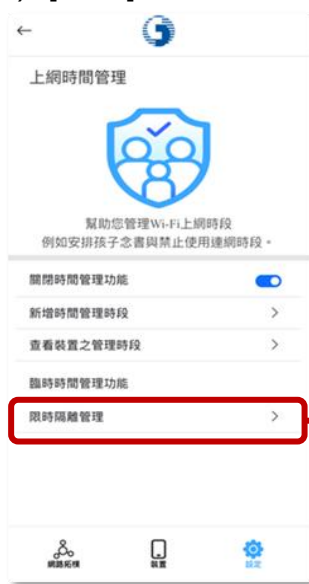 上網時間管理
幫助您管理Wi-Fi上網時段
例如安排孩子念書與禁止使用連網時段。
關閉時間管理功能
新增時間管理時段
查看裝置之管理時段
臨時時間管理功能
限時隔離管理
網路拓樸 裝置 設定